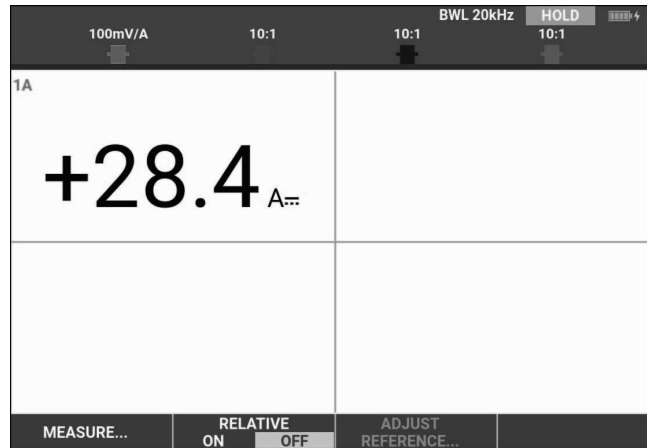 BWL 20kHz HOLD
100mV/A 10:1 10:1 10:1
1A
+28.4 A
MEASURE...
RELATIVE
ON OFF
ADJUST
REFERENCE...